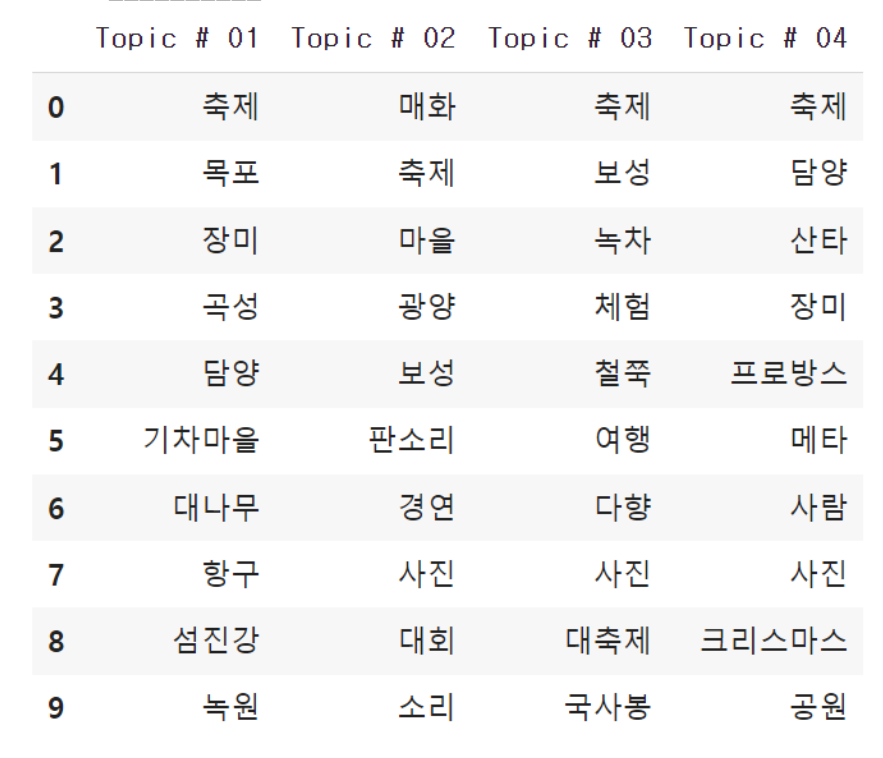 Topic # 01 Topic # 02 Topic # 03 Topic # 04
0 축제 매화 축제 축제
1 목포 축제 보성 담양
2 장미 마을 녹차 산타
3 곡성 광양 체험 장미
4 담양 보성 철쭉 프로방스
5 기차마을 판소리 여행 메타
6 대나무 경연 다향 사람
7 항구 사진 사진 사진
8 섬진강 대회 대축제 크리스마스
9 녹원 소리 국사봉 공원